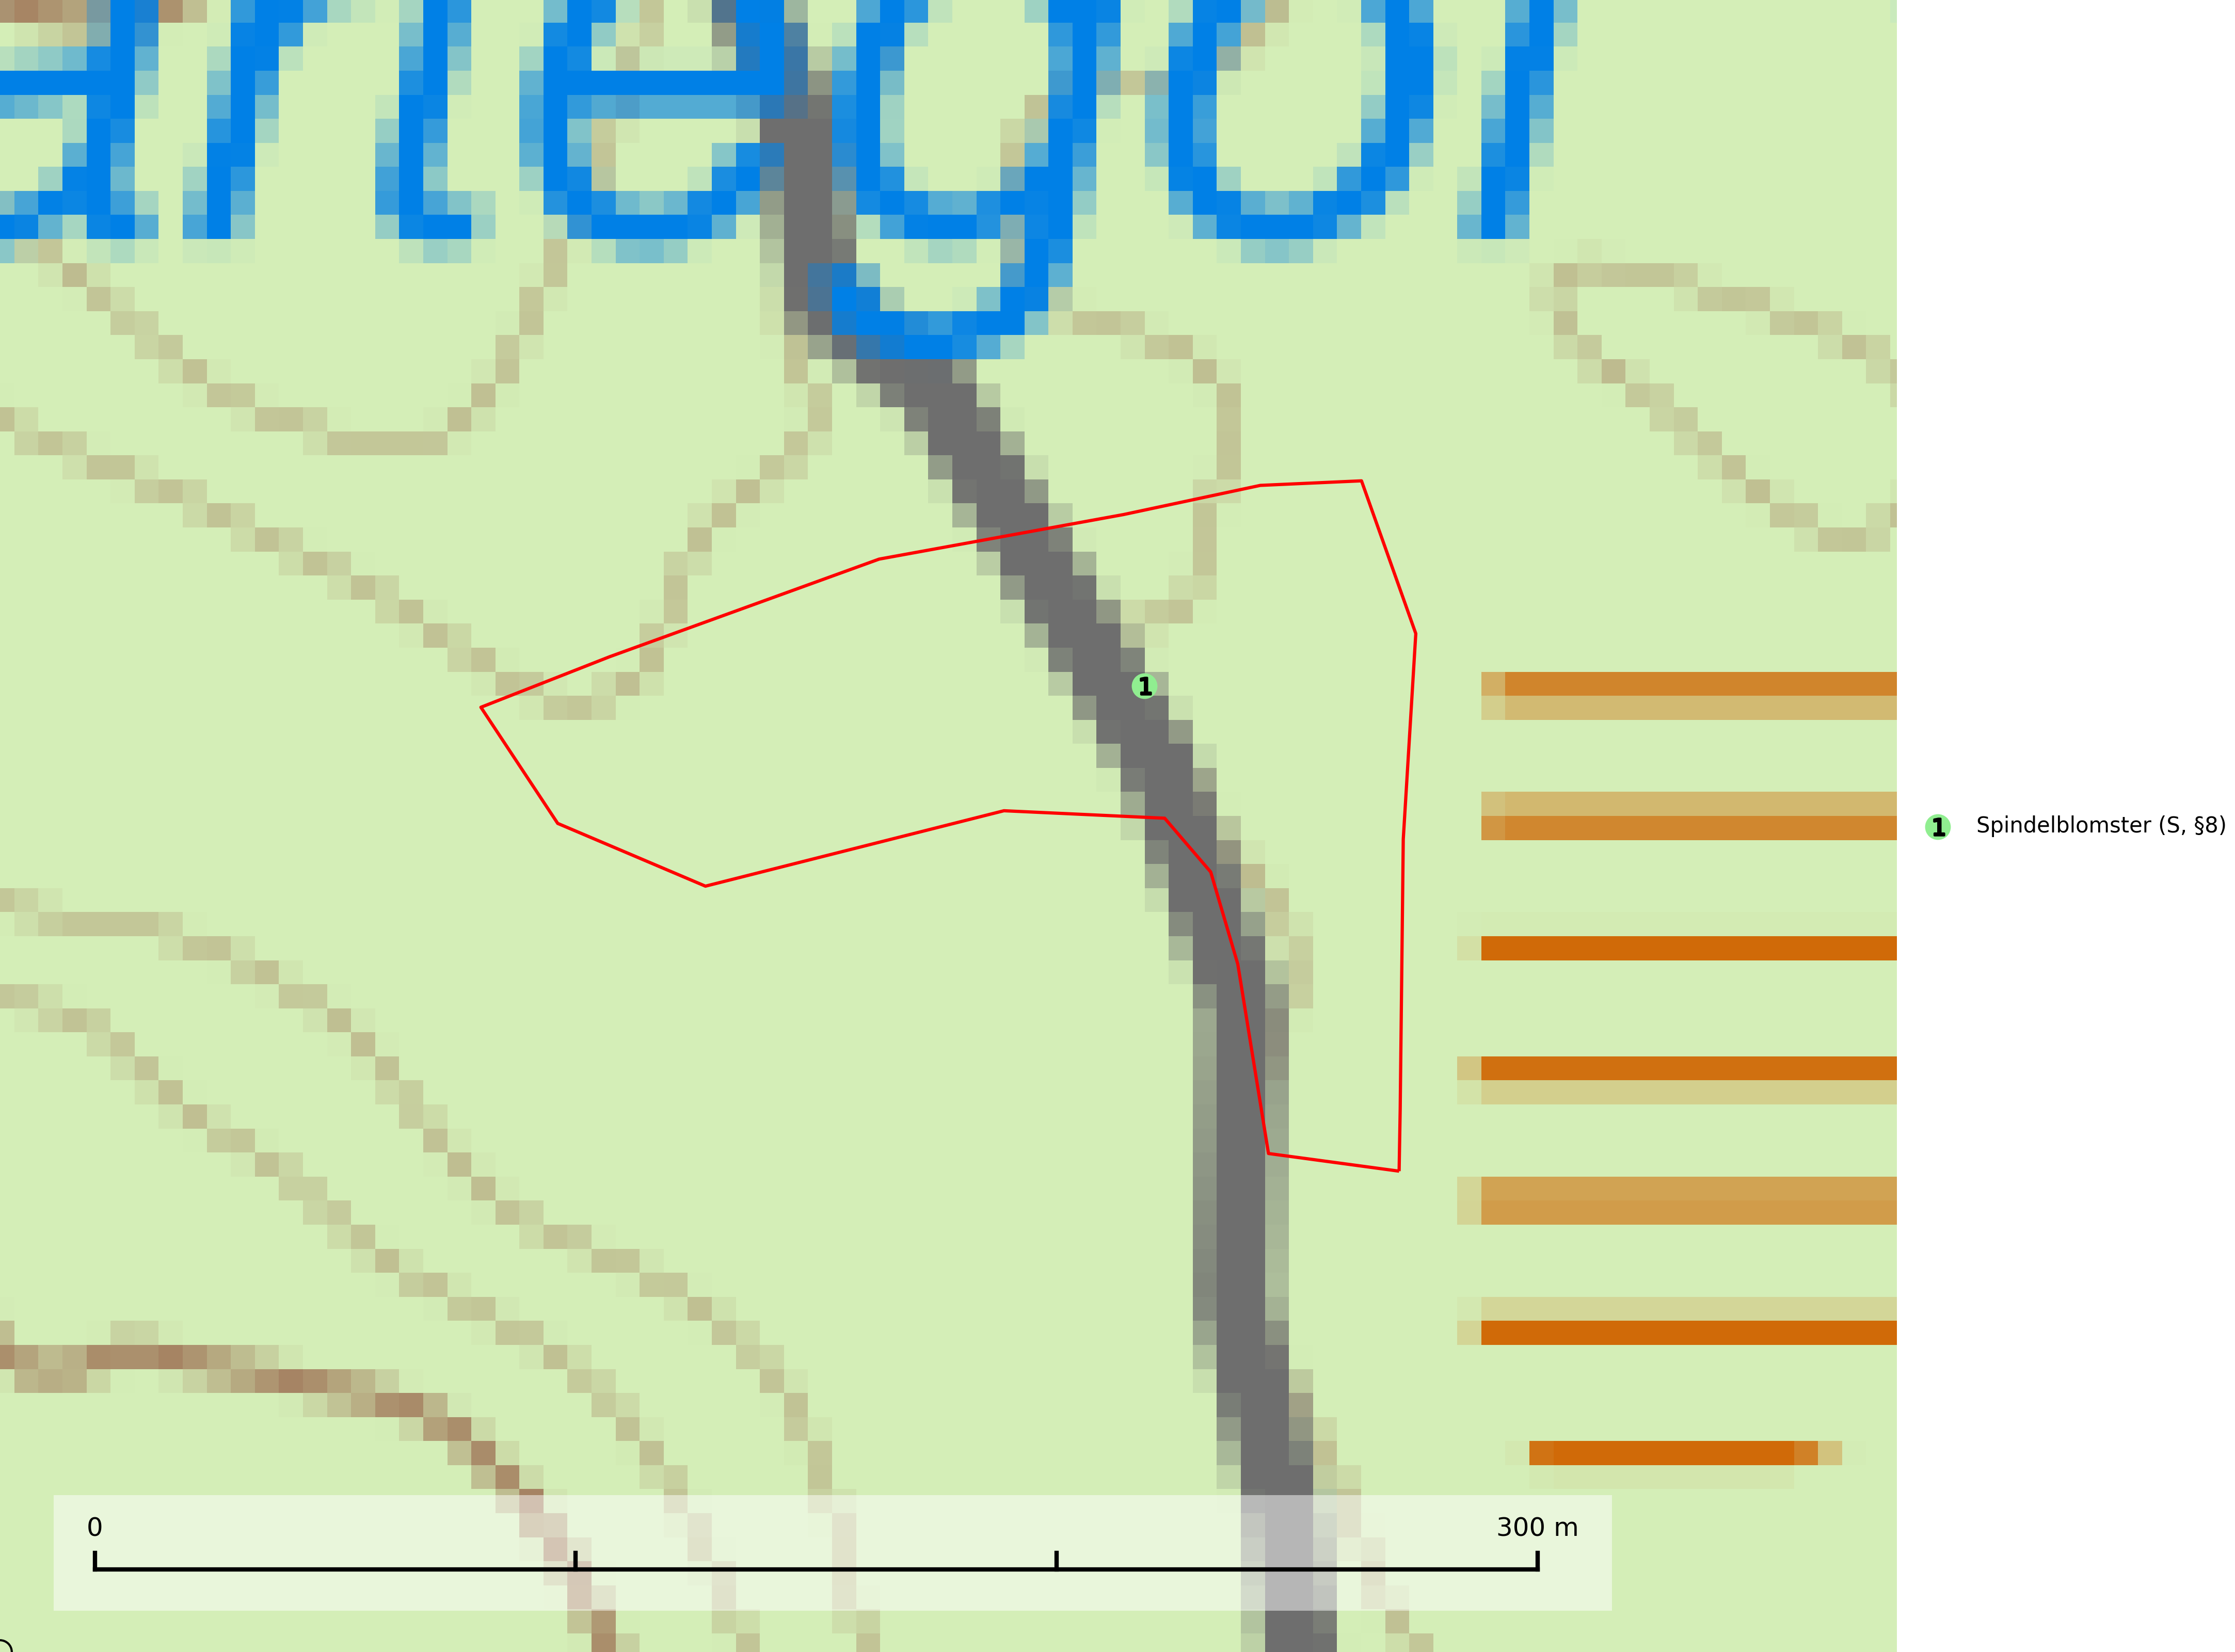 1
1 Spindelblomster (S, §8)
0 300 m